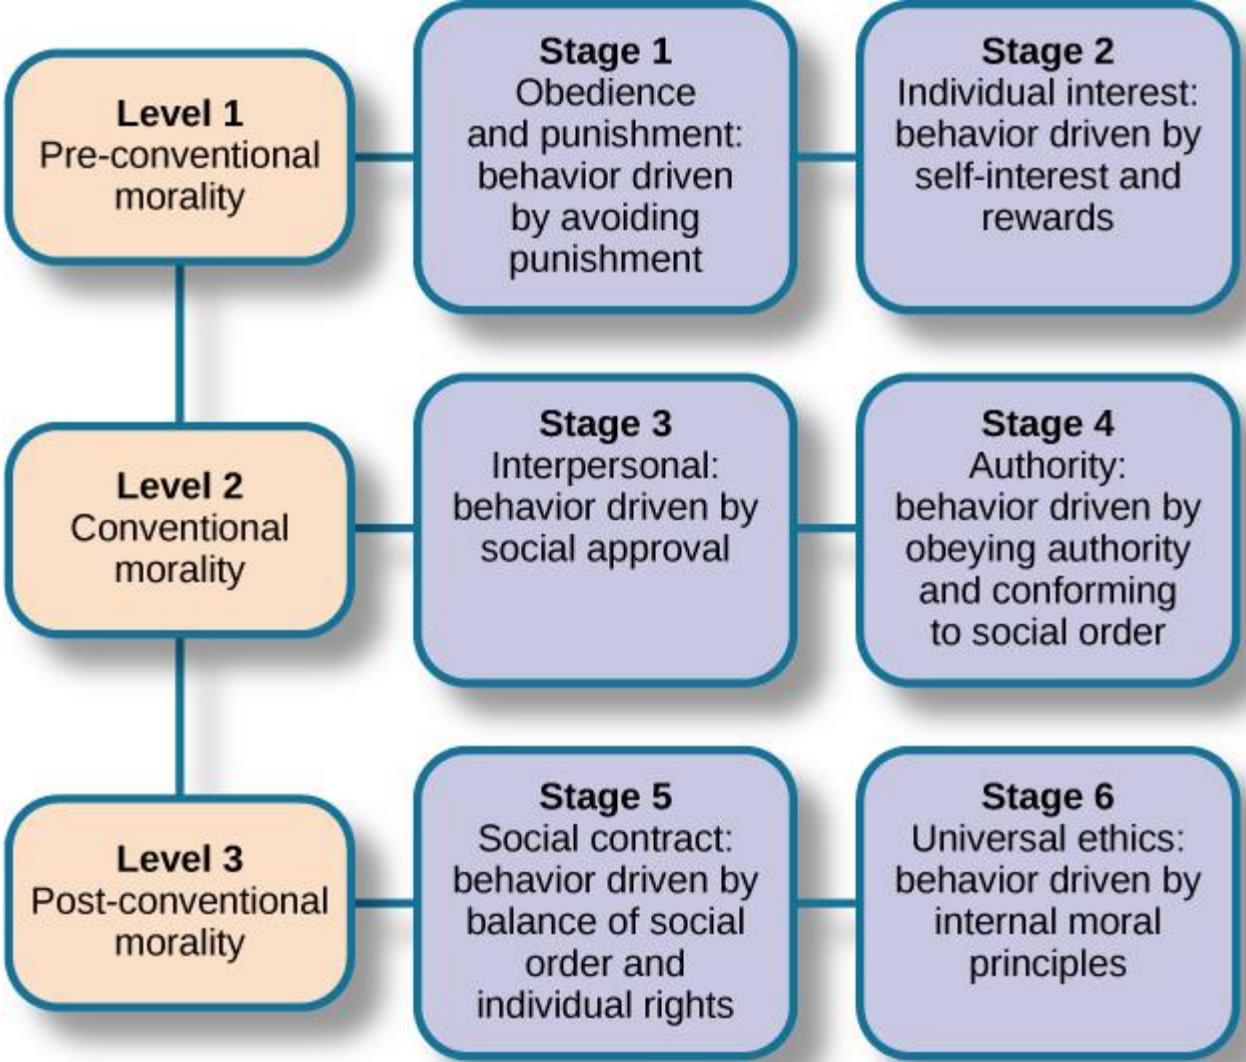 Level 1
Pre-conventional
morality
Stage 1
Obedience
and punishment:
behavior driven
by avoiding
punishment
Stage 2
Individual interest:
behavior driven by
self-interest and
rewards
Level 2
Conventional
morality
Stage 3
Interpersonal:
behavior driven by
social approval
Stage 4
Authority:
behavior driven by
obeying authority
and conforming
to social order
Level 3
Post-conventional
morality
Stage 5
Social contract:
behavior driven by
balance of social
order and
individual rights
Stage 6
Universal ethics:
behavior driven by
internal moral
principles